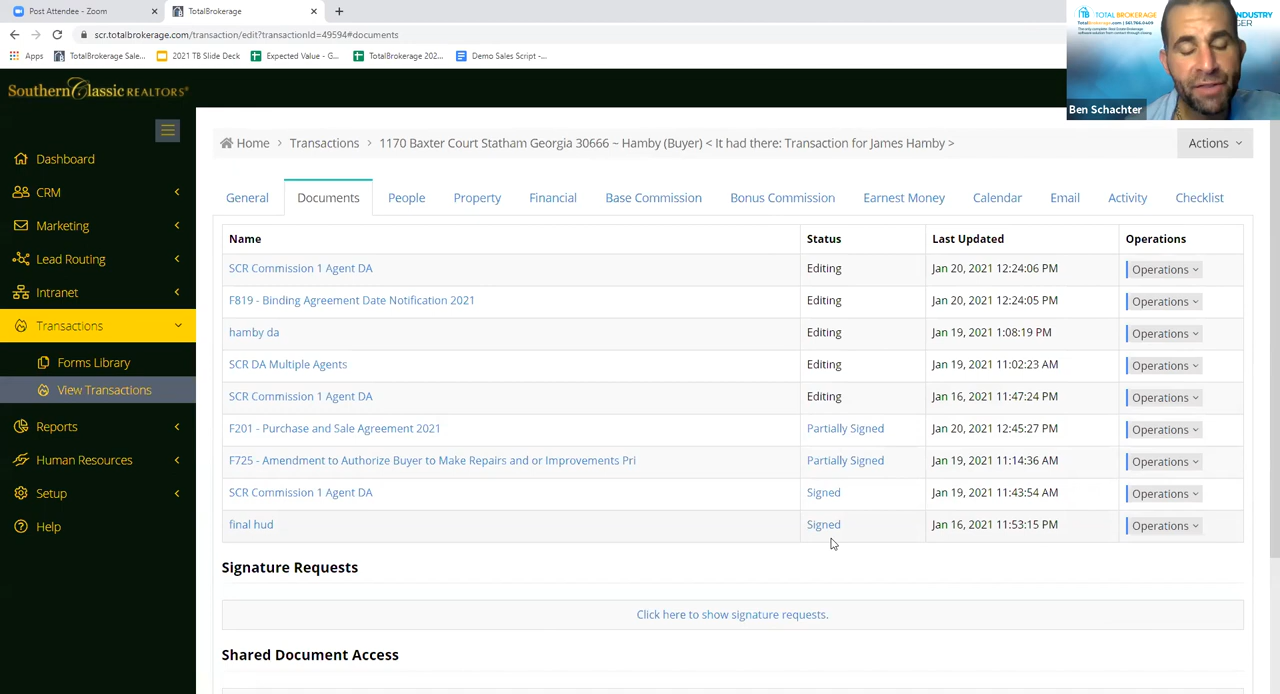 Post Attendee - Zoom
TotalBrokerage
scr.totalbrokerage.com/transaction/edit?transactionId=49594#docume
Apps
TotalBrokerage Sale...
2021 TB Slide Deck
Expected Value - G...
TotalBrokerage 202...
Demo Sales Script -...
TOTAL BROKERAGE
INDUSTRY
Ben Schachter
SouthernClassic REALTORS®
Home > Transactions > 1170 Baxter Court Statham Georgia 30666 ~ Hamby (Buyer) < It had there: Transaction for James Hamby >
Actions
Dashboard
CRM
Marketing
Lead Routing
Intranet
Transactions
Forms Library
View Transactions
Reports
Human Resources
Setup
Help
General Documents People Property Financial Base Commission Bonus Commission Earnest Money Calendar Email Activity Checklist
Name Status Last Updated Operations
SCR Commission 1 Agent DA Editing Jan 20, 2021 12:24:06 PM Operations
F819 - Binding Agreement Date Notification 2021 Editing Jan 20, 2021 12:24:05 PM Operations
hamby da Editing Jan 19, 2021 1:08:19 PM Operations
SCR DA Multiple Agents Editing Jan 19, 2021 11:02:23 AM Operations
SCR Commission 1 Agent DA Editing Jan 16, 2021 11:47:24 PM Operations
F201 - Purchase and Sale Agreement 2021 Partially Signed Jan 20, 2021 12:45:27 PM Operations
F725 - Amendment to Authorize Buyer to Make Repairs and or Improvements Pri Partially Signed Jan 19, 2021 11:14:36 AM Operations
SCR Commission 1 Agent DA Signed Jan 19, 2021 11:43:54 AM Operations
final hud Signed Jan 16, 2021 11:53:15 PM Operations
Signature Requests
Click here to show signature requests.
Shared Document Access